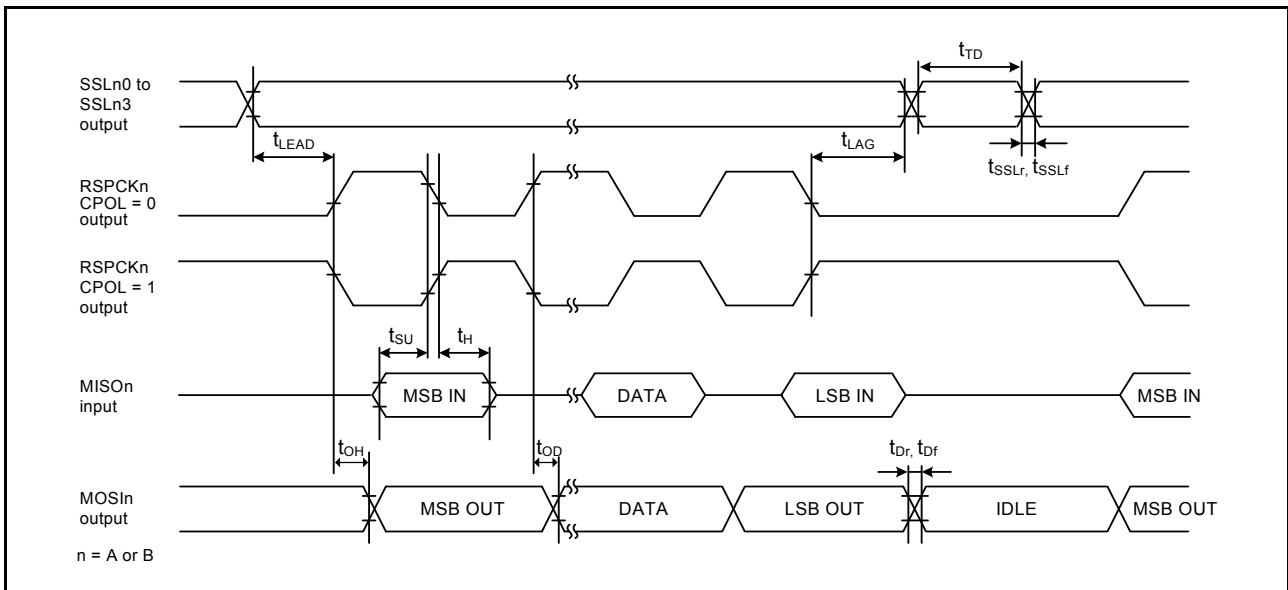 SSLn0 to
SSLn3
output
tTD
tLEAD
tLAG
tSSLr, tSSLf
RSPCKn
CPOL = 0
output
RSPCKn
CPOL = 1
output
tSU
tH
MISOn
input
MSB IN
DATA
LSB IN
MSB IN
tOH
tOD
tDr, tDf
MOSIn
output
MSB OUT
DATA
LSB OUT
IDLE
MSB OUT
n = A or B